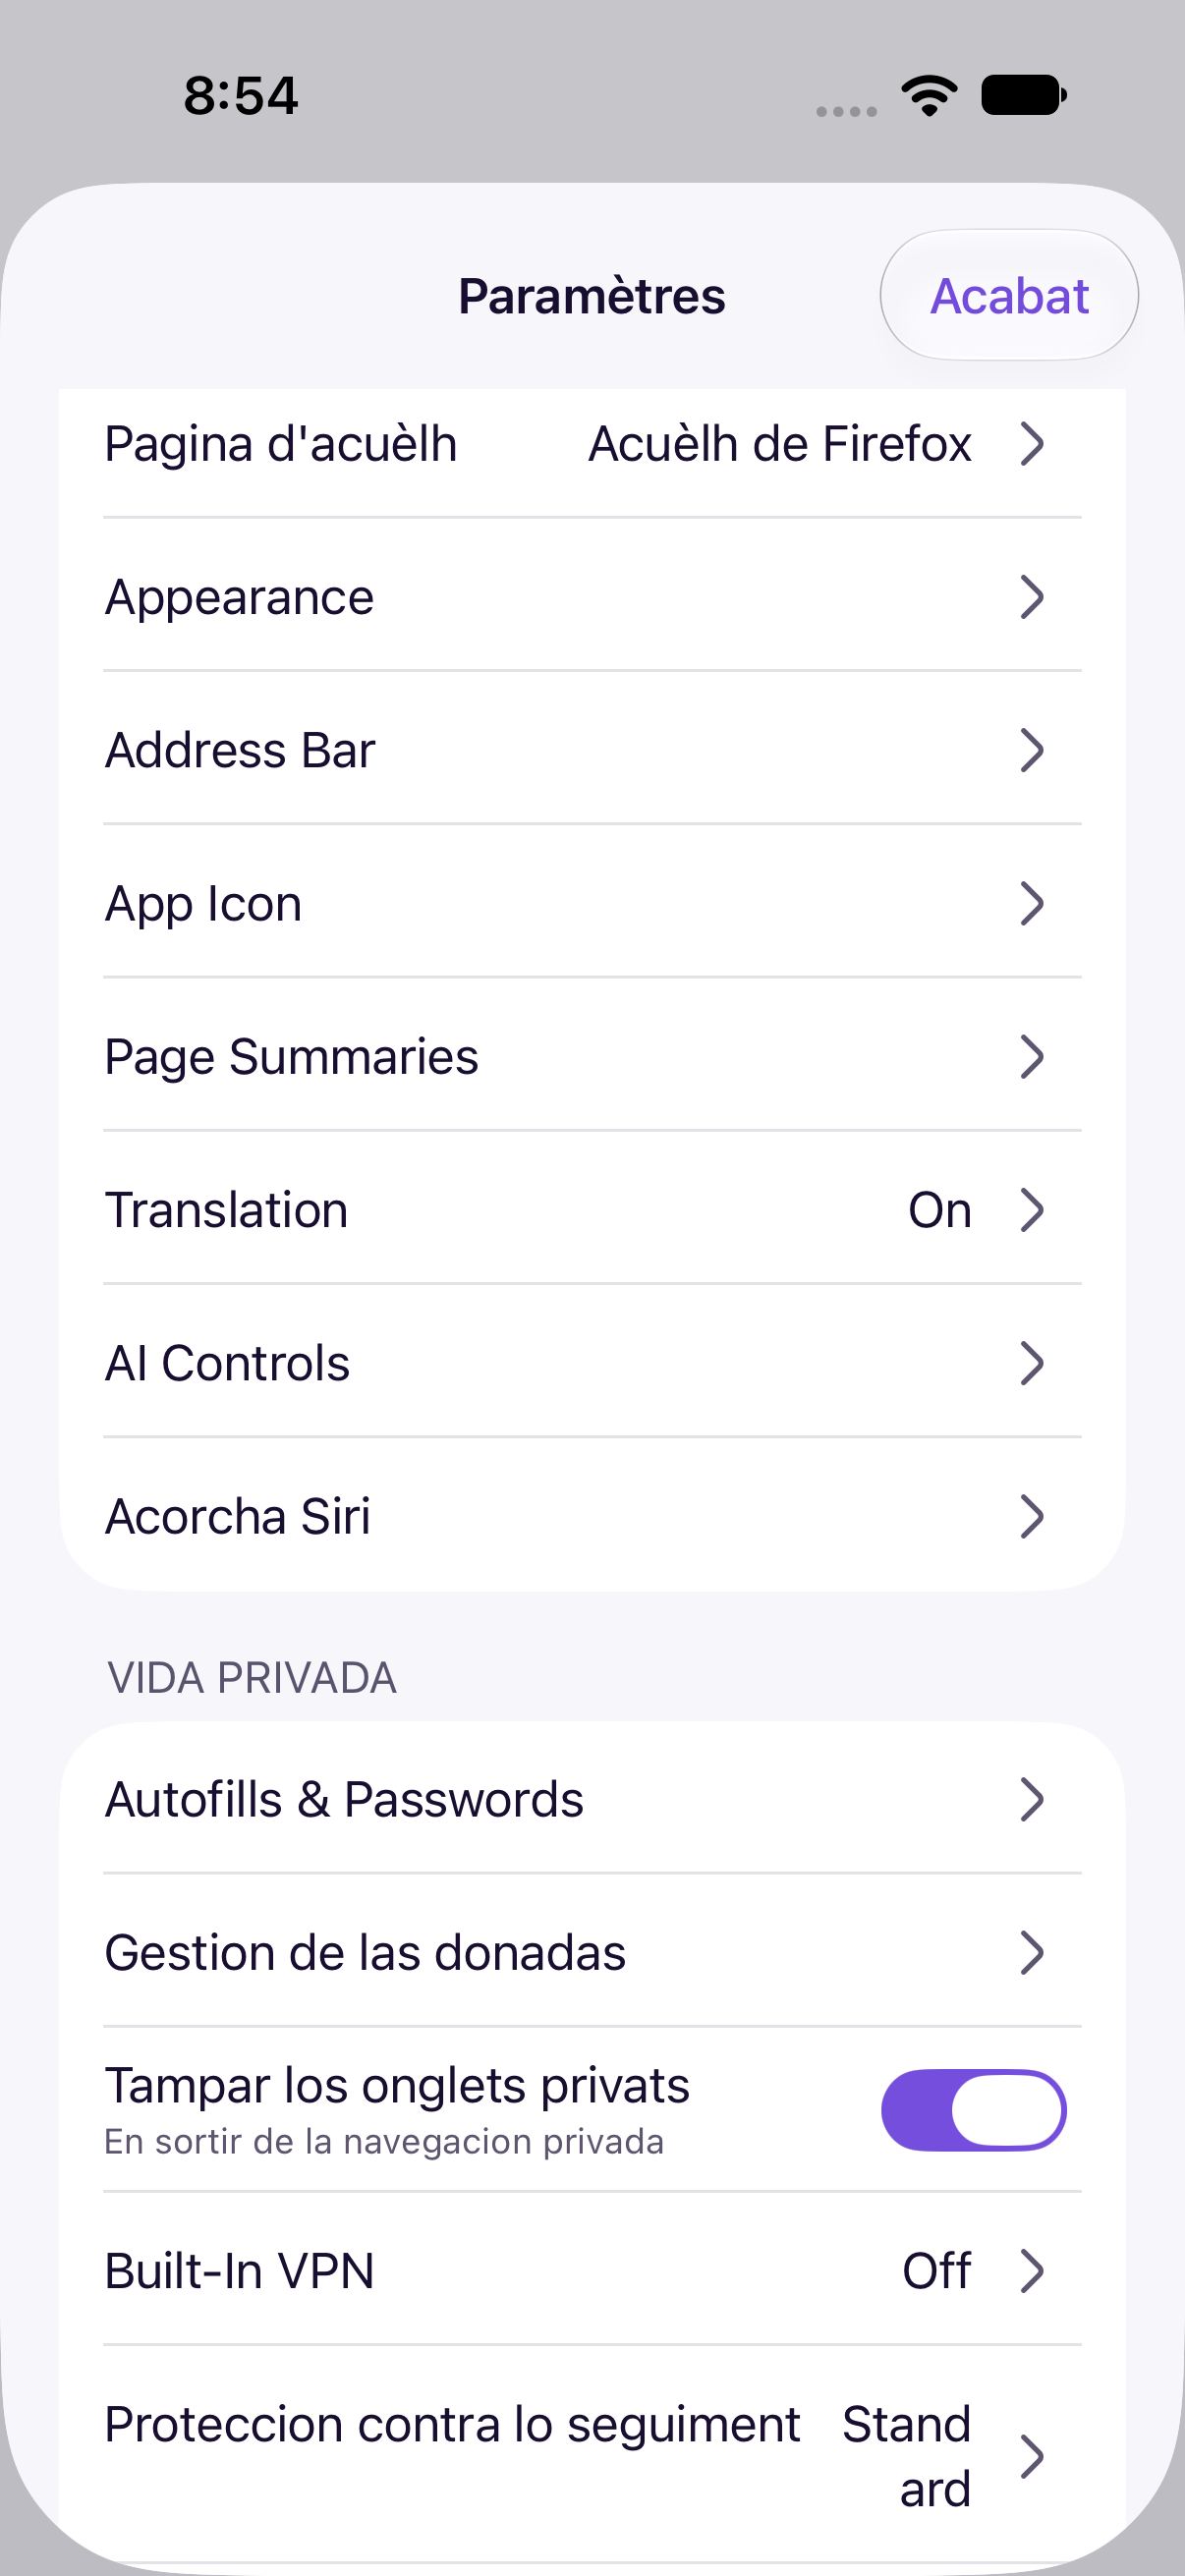 8:54
Paramètres
Acabat
Pagina d'acuèlh
Acuèlh de Firefox
Appearance
Address Bar
App Icon
Page Summaries
Translation
On
AI Controls
Acorcha Siri
VIDA PRIVADA
Autofills & Passwords
Gestion de las donadas
Tampar los onglets privats
En sortir de la navegacion privada
Built-In VPN
Off
Proteccion contra lo seguiment
Stand
ard